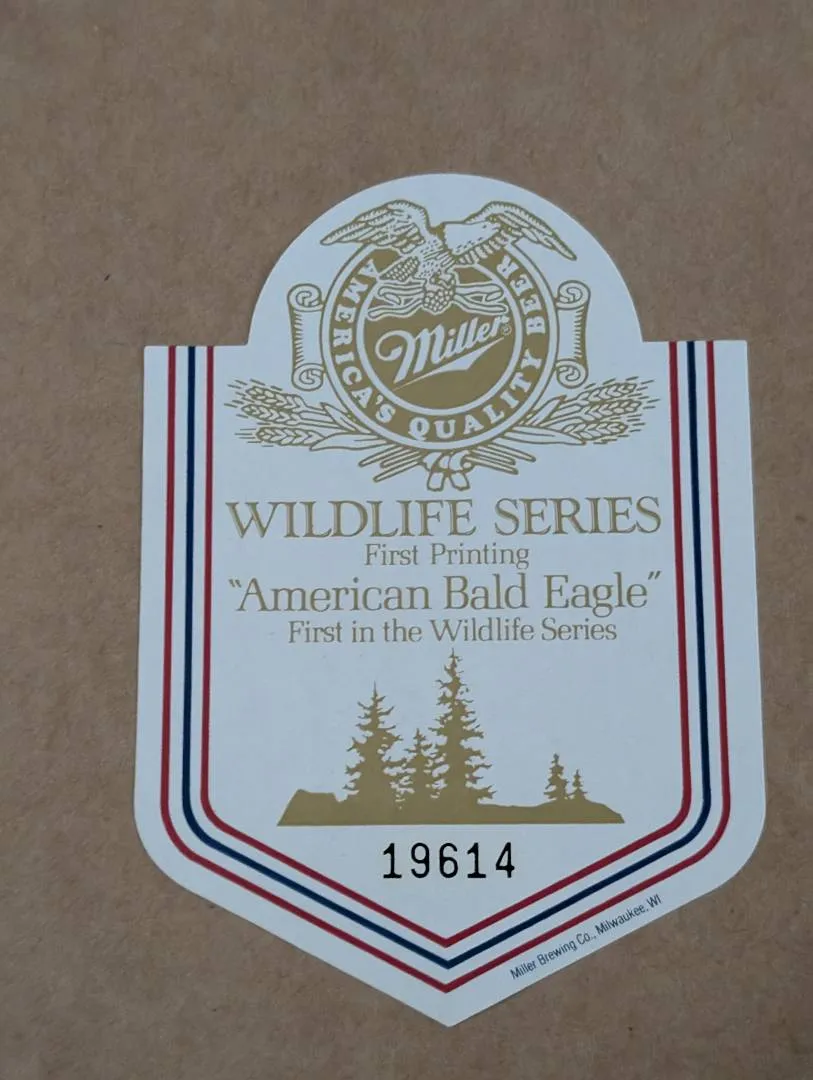 AMERICA'S QUALITY BEER
Miller®
WILDLIFE SERIES
First Printing
"American Bald Eagle"
First in the Wildlife Series
19614
Miller Brewing Co., Milwaukee, WI